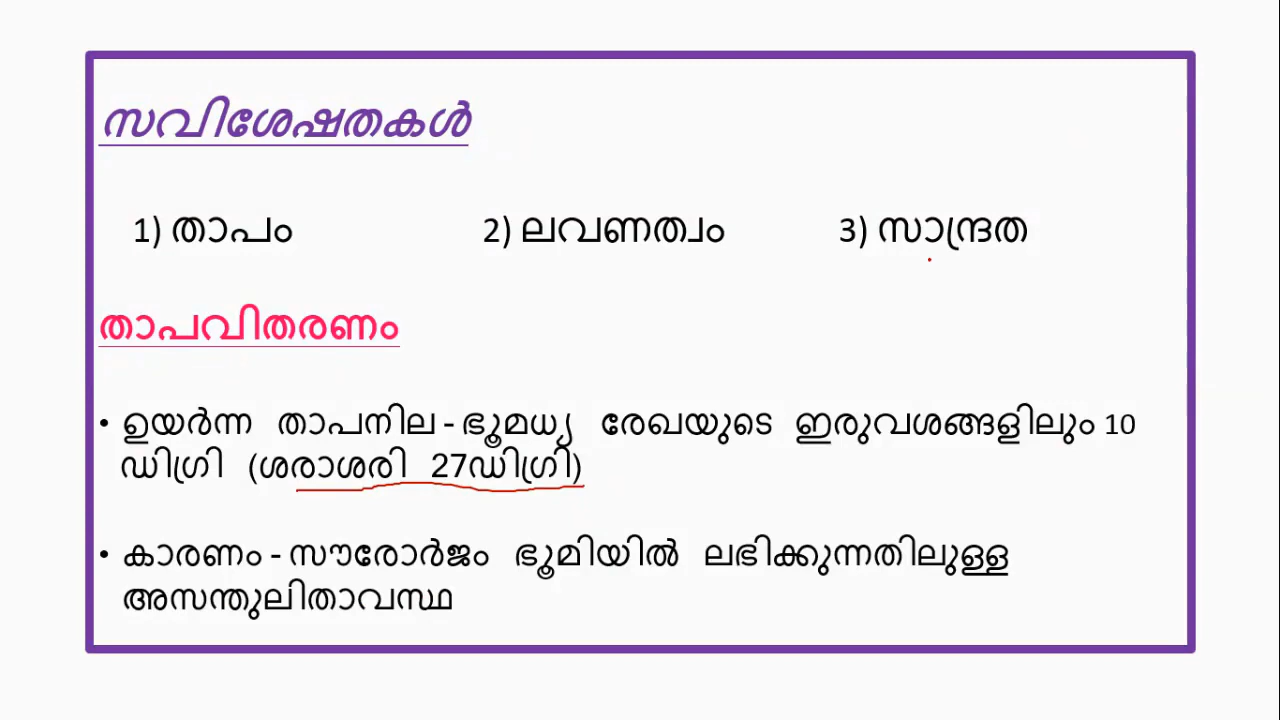 സവിശേഷതകൾ
1) താപം 2) ലവണത്വം 3) സാന്ദ്രത
താപവിതരണം
• ഉയർന്ന താപനില - ഭൂമധ്യ രേഖയുടെ ഇരുവശങ്ങളിലും 10
ഡിഗ്രി (ശരാശരി 27ഡിഗ്രി)
• കാരണം - സൗരോർജം ഭൂമിയിൽ ലഭിക്കുന്നതിലുള്ള
അസന്തുലിതാവസ്ഥ